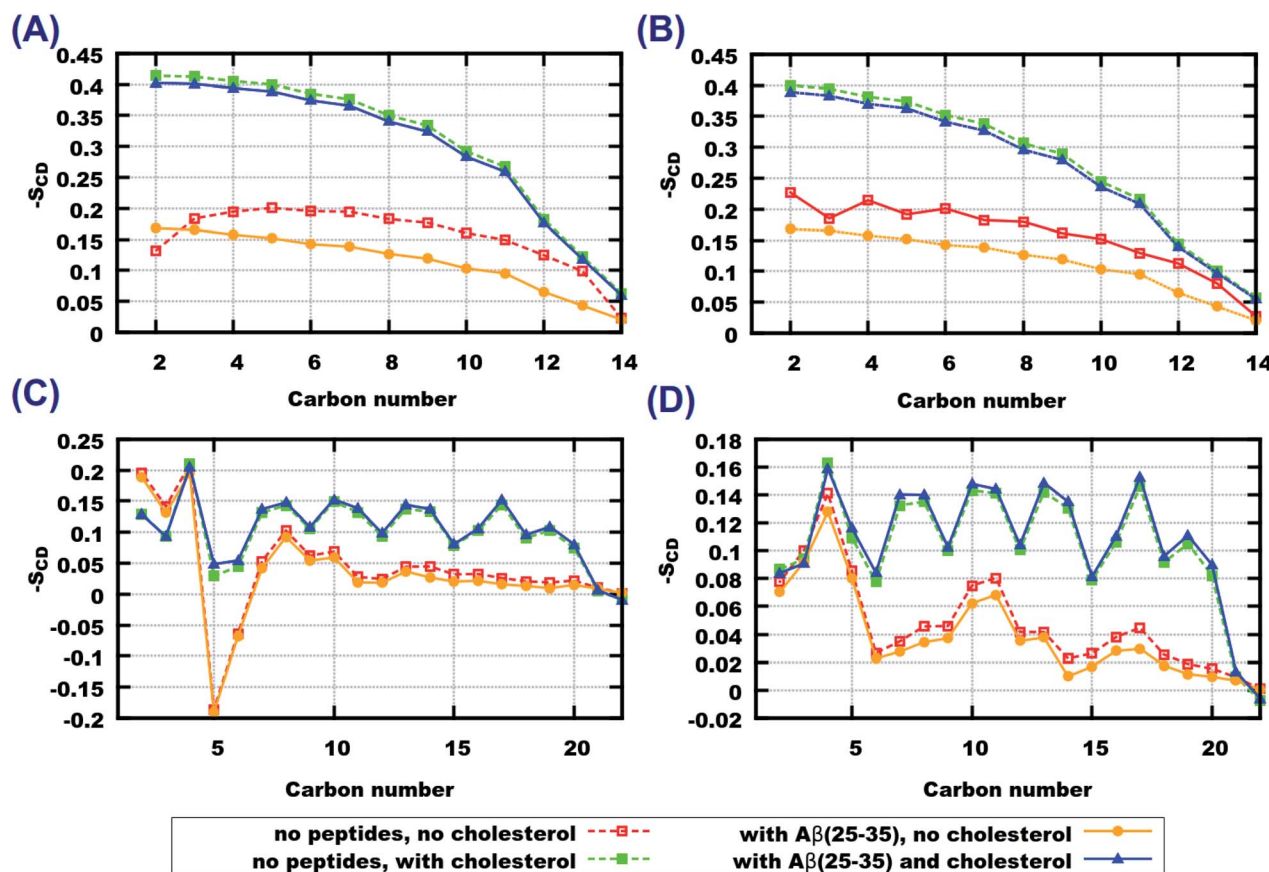 (A)
(B)
0.45
0.4
0.35
0.3
0.25
0.2
0.15
0.1
0.05
0
-SCD
2 4 6 8 10 12 14
Carbon number
0.45
0.4
0.35
0.3
0.25
0.2
0.15
0.1
0.05
0
-SCD
2 4 6 8 10 12 14
Carbon number
(C)
(D)
0.25
0.2
0.15
0.1
0.05
0
-0.05
-0.1
-0.15
-0.2
-SCD
5 10 15 20
Carbon number
0.18
0.16
0.14
0.12
0.1
0.08
0.06
0.04
0.02
0
-0.02
-SCD
5 10 15 20
Carbon number
no peptides, no cholesterol
with Aβ(25-35), no cholesterol
no peptides, with cholesterol
with Aβ(25-35) and cholesterol